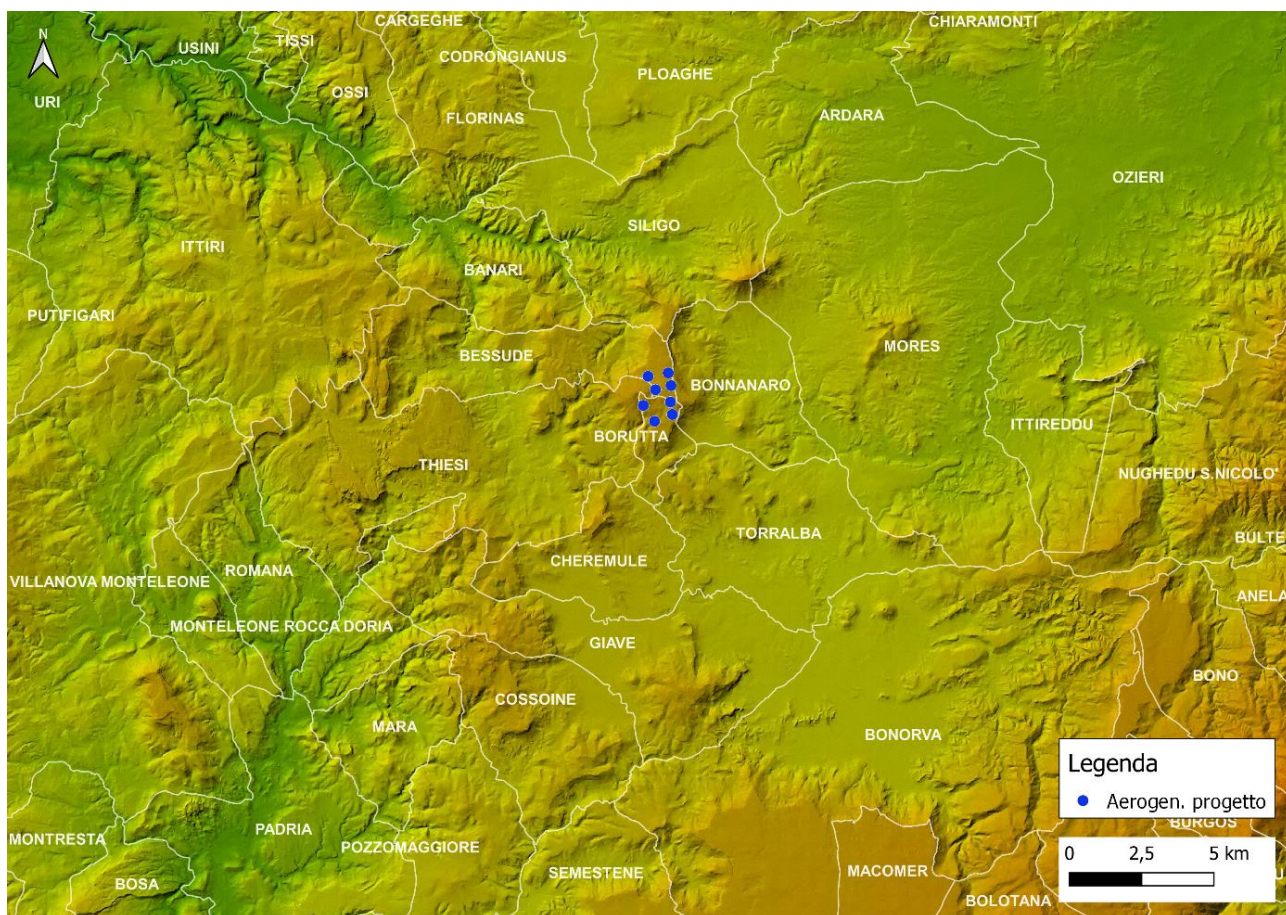 CARGEGHE
CHIARAMONTI
N
TISSI
USINI
CODRONGIANUS
PLOAGHE
OSSI
URI
FLORINAS
ARDARA
OZIERI
SILIGO
ITTIRI
BANARI
PUTIFIGARI
BESSUDE
MORES
BONNANARO
ITTIREDDU
BORUTTA
THIESI
NUGHEDU S.NICOLO'
TORRALBA
BULTE
CHEREMULE
ROMANA
VILLANOVA MONTELEONE
ANELA
MONTELEONE ROCCA DORIA
GIAVE
BONO
COSSOINE
MARA
BONORVA
Legenda
Aerogen. progetto
BURGOS
PADRIA
MONTRESTA
POZZOMAGGIORE
0 2,5 5 km
SEMESTENE
MACOMER
BOSA
BOLOTANA